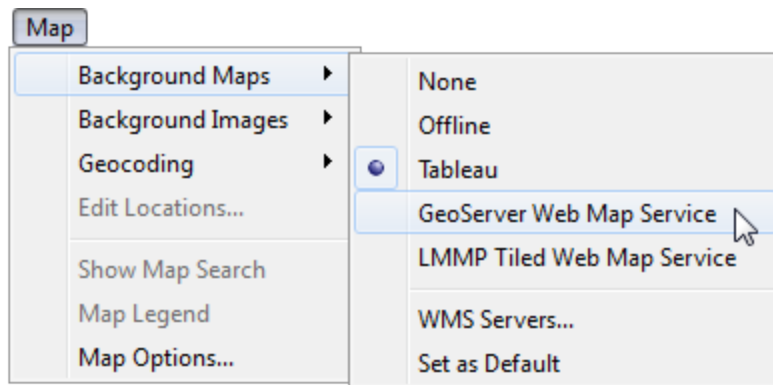 Map
Background Maps
Background Images
Geocoding
Edit Locations...
Show Map Search
Map Legend
Map Options...
None
Offline
Tableau
GeoServer Web Map Service
LMMP Tiled Web Map Service
WMS Servers...
Set as Default